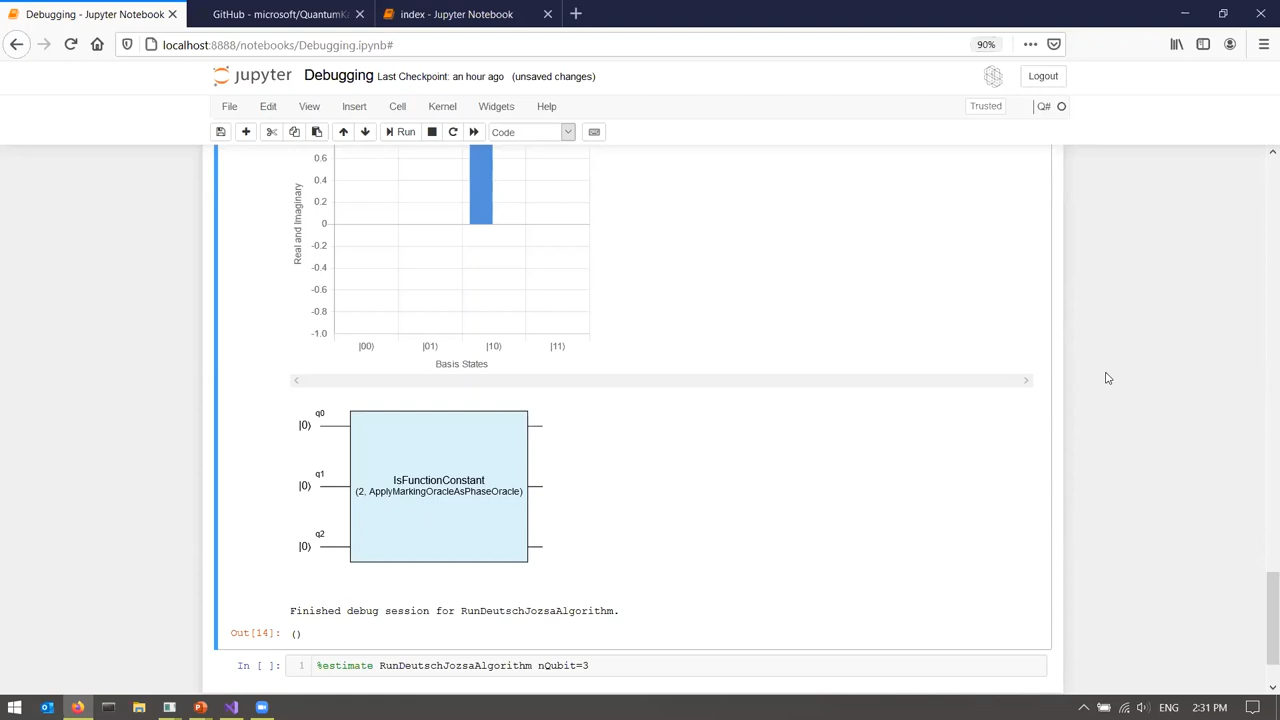 Debugging - Jupyter Notebook
GitHub - microsoft/QuantumKa
index - Jupyter Notebook
localhost:8888/notebooks/Debugging.ipynb#
90%
jupyter Debugging Last Checkpoint: an hour ago (unsaved changes)
Logout
File Edit View Insert Cell Kernel Widgets Help
Trusted
Q#
Run
Code
0.6
0.4
0.2
0
-0.2
-0.4
-0.6
-0.8
-1.0
Real and Imaginary
|00⟩ |01⟩ |10⟩ |11⟩
Basis States
q0
|0⟩
q1
|0⟩
IsFunctionConstant
(2, ApplyMarkingOracleAsPhaseOracle)
q2
|0⟩
Finished debug session for RunDeutschJozsaAlgorithm.
Out[14]: ()
In [ ]: 1 %estimate RunDeutschJozsaAlgorithm nQubit=3
ENG 2:31 PM